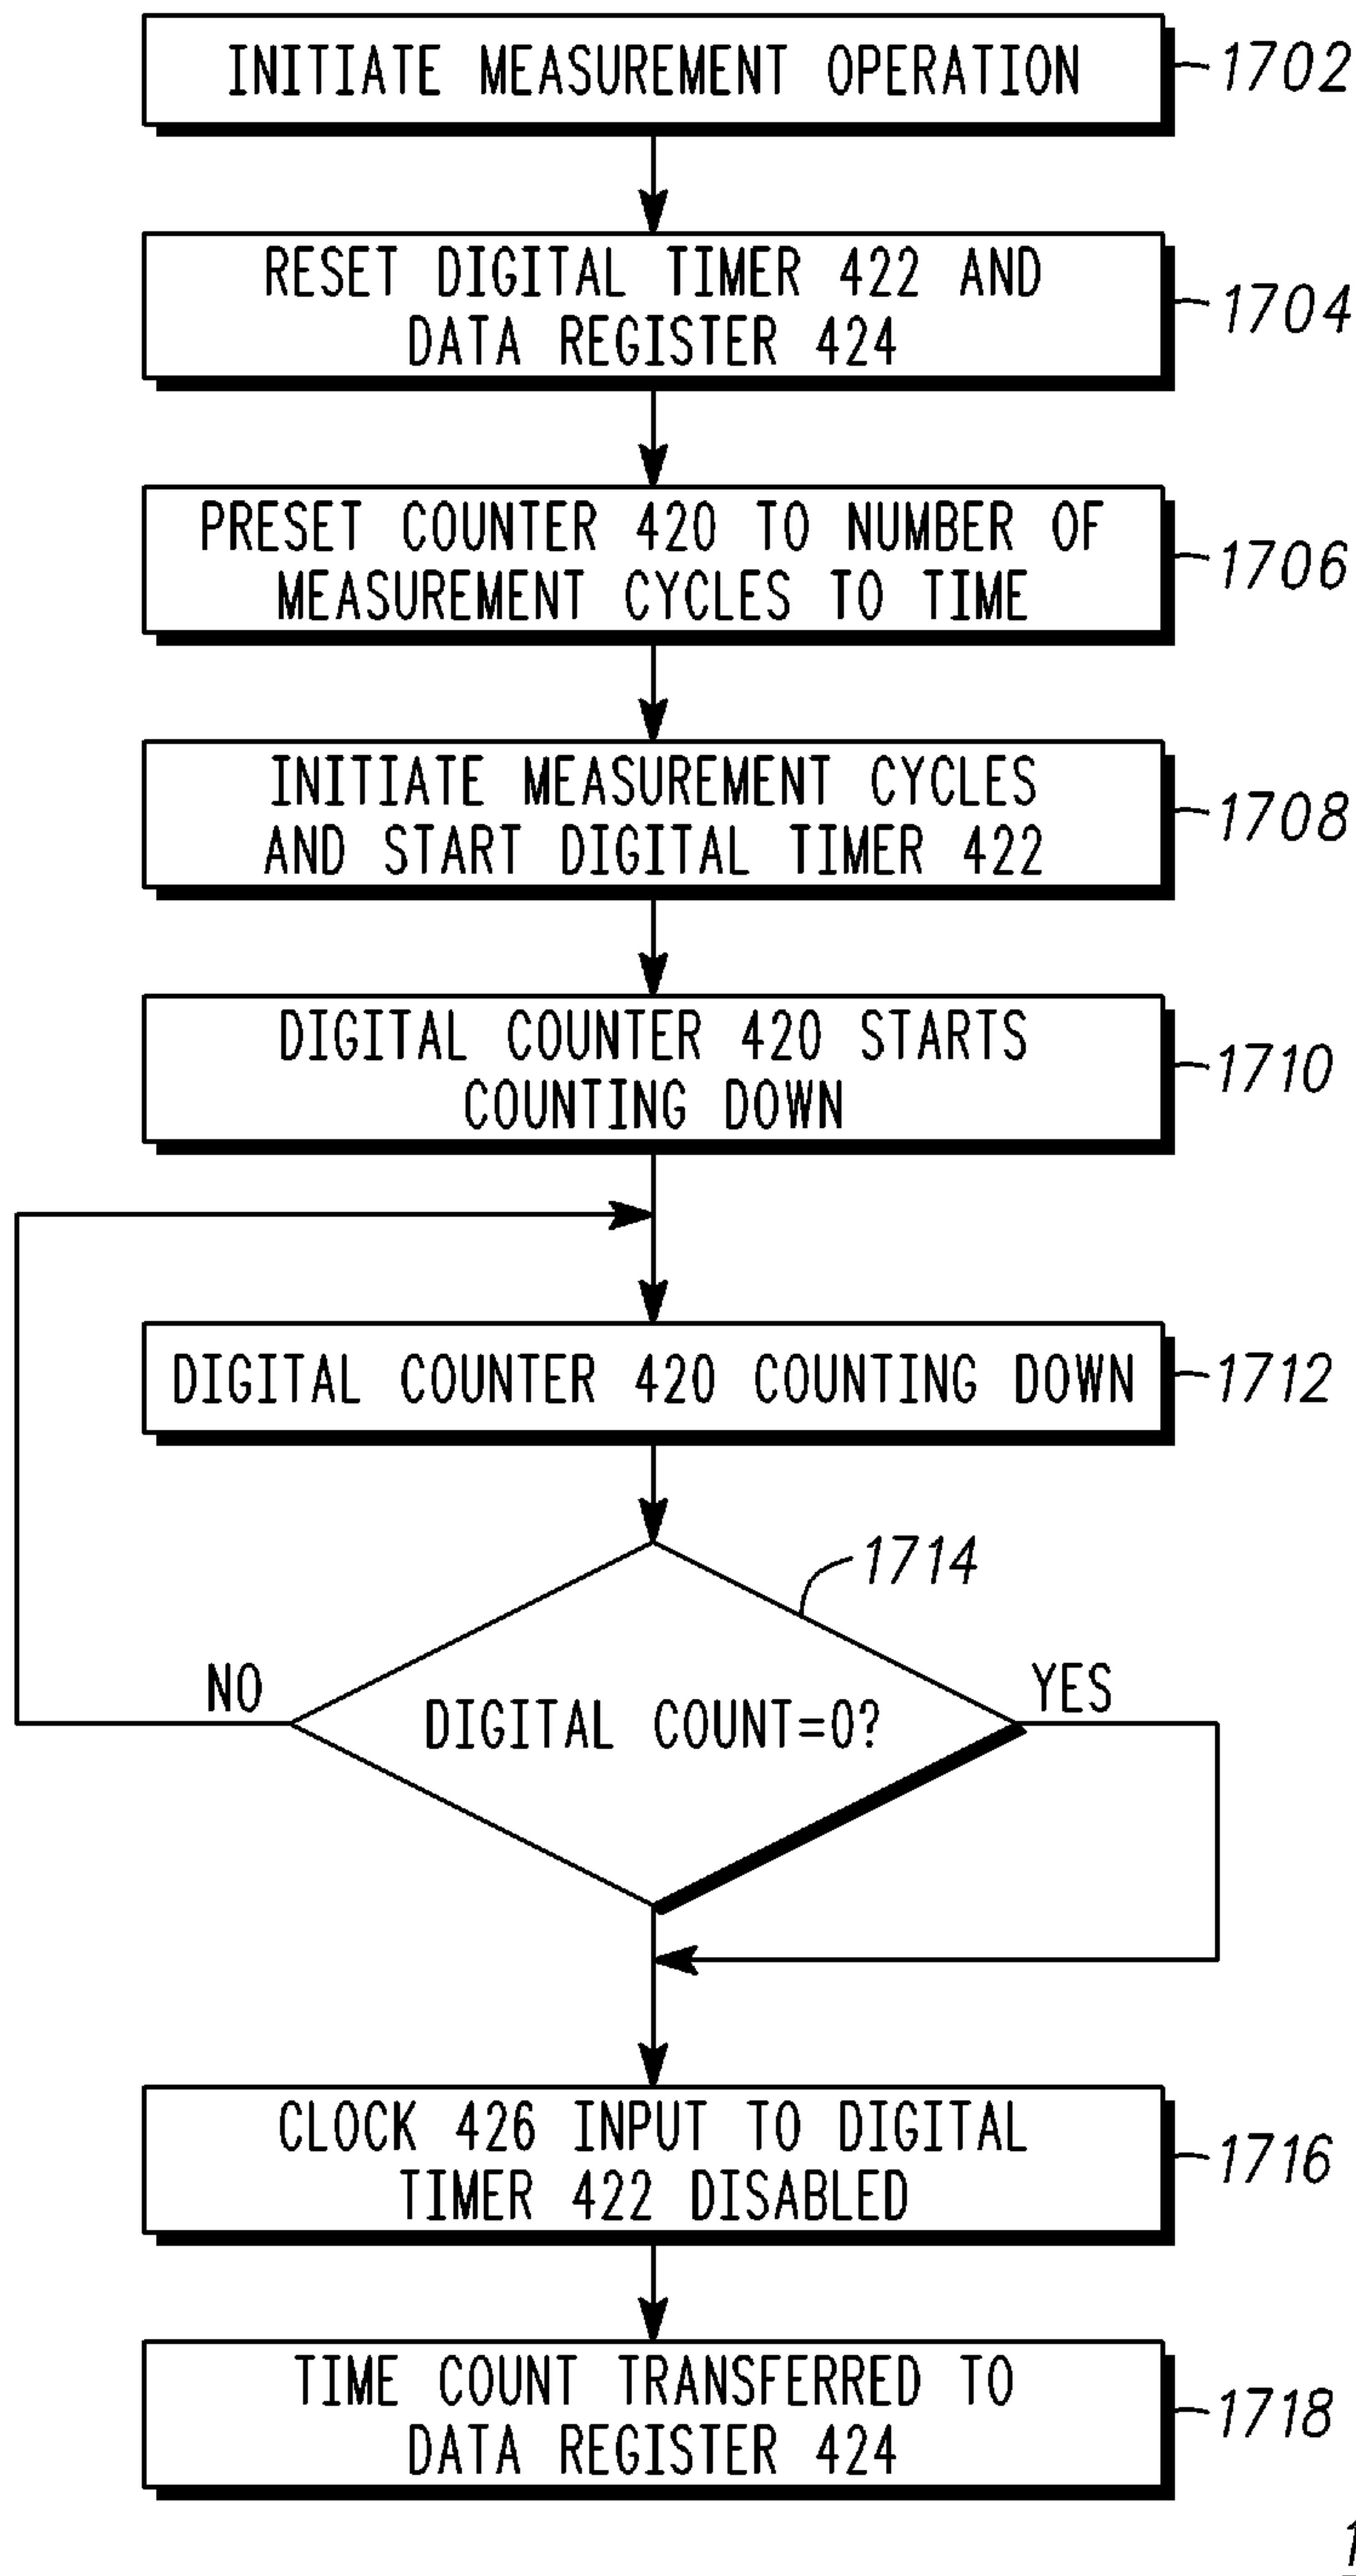 INITIATE MEASUREMENT OPERATION
1702
RESET DIGITAL TIMER 422 AND
DATA REGISTER 424
1704
PRESET COUNTER 420 TO NUMBER OF
MEASUREMENT CYCLES TO TIME
1706
INITIATE MEASUREMENT CYCLES
AND START DIGITAL TIMER 422
1708
DIGITAL COUNTER 420 STARTS
COUNTING DOWN
1710
DIGITAL COUNTER 420 COUNTING DOWN
1712
1714
NO
YES
DIGITAL COUNT=0?
CLOCK 426 INPUT TO DIGITAL
TIMER 422 DISABLED
1716
TIME COUNT TRANSFERRED TO
DATA REGISTER 424
1718